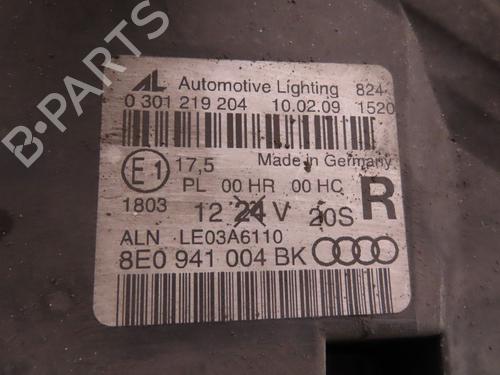 AL Automotive Lighting 824
0 301 219 204 10.02.09 1520
E1 17,5 Made in Germany
PL 00 HR 00 HC
1803 12 24 V 20S R
ALN LE03A6110
8E0 941 004 BK
B-PARTS